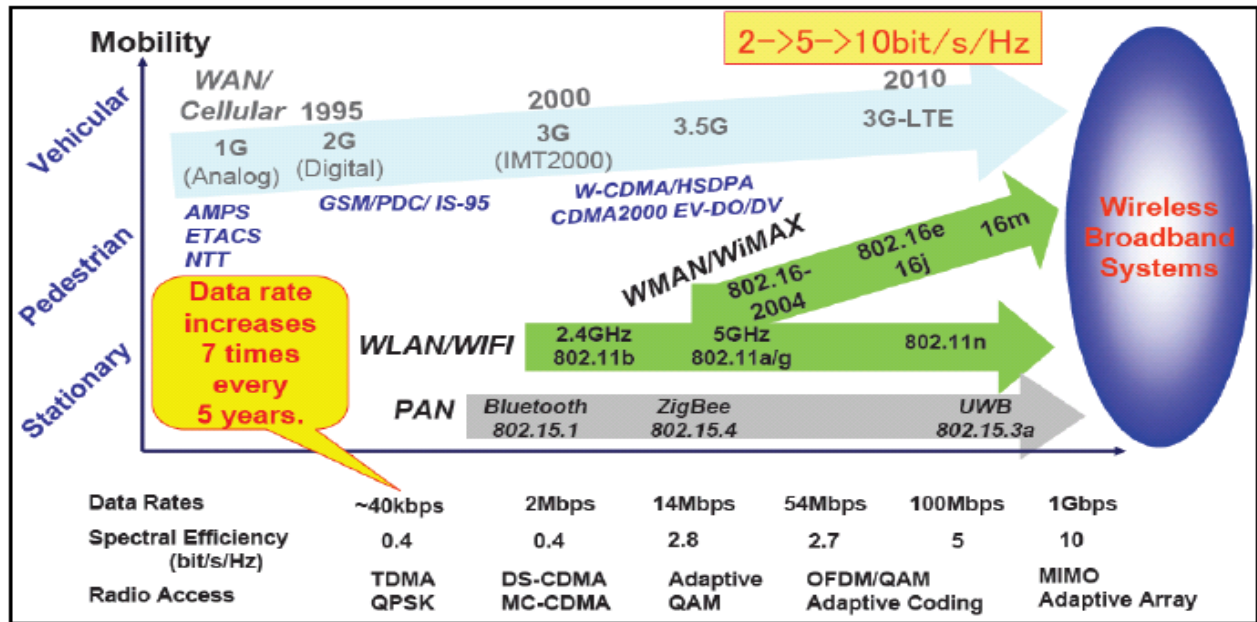 Mobility
2->5->10bit/s/Hz
Vehicular
Pedestrian
Stationary
WAN/
Cellular
1995
2000
2010
1G
(Analog)
2G
(Digital)
3G
(IMT2000)
3.5G
3G-LTE
AMPS
ETACS
NTT
GSM/PDC/ IS-95
W-CDMA/HSDPA
CDMA2000 EV-DO/DV
WMAN/WiMAX
802.16-
2004
802.16e
16j
16m
Wireless
Broadband
Systems
Data rate
increases
7 times
every
5 years.
WLAN/WIFI
2.4GHz
802.11b
5GHz
802.11a/g
802.11n
PAN
Bluetooth
802.15.1
ZigBee
802.15.4
UWB
802.15.3a
Data Rates ~40kbps 2Mbps 14Mbps 54Mbps 100Mbps 1Gbps
Spectral Efficiency
(bit/s/Hz) 0.4 0.4 2.8 2.7 5 10
Radio Access
TDMA DS-CDMA Adaptive OFDM/QAM MIMO
QPSK MC-CDMA QAM Adaptive Coding Adaptive Array